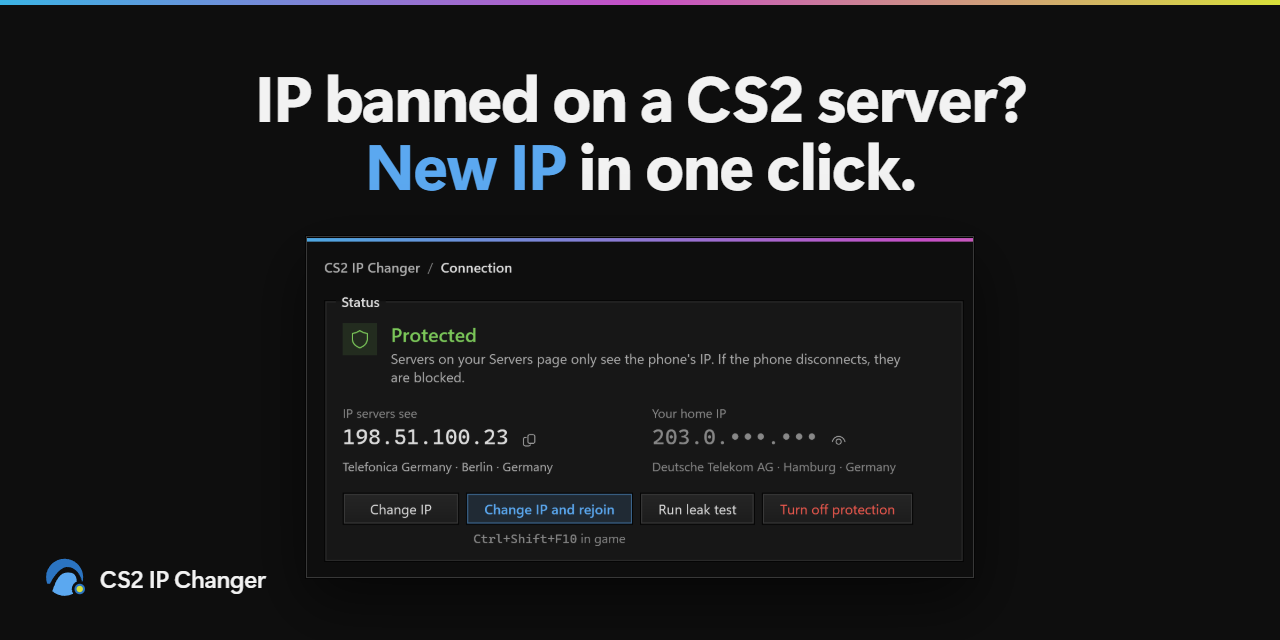 IP banned on a CS2 server?
New IP in one click.
CS2 IP Changer / Connection
Status
Protected
Servers on your Servers page only see the phone's IP. If the phone disconnects, they
are blocked.
IP servers see
198.51.100.23
Telefonica Germany · Berlin · Germany
Your home IP
203.0.•••.•••
Deutsche Telekom AG · Hamburg · Germany
Change IP
Change IP and rejoin
Run leak test
Turn off protection
Ctrl+Shift+F10 in game
CS2 IP Changer